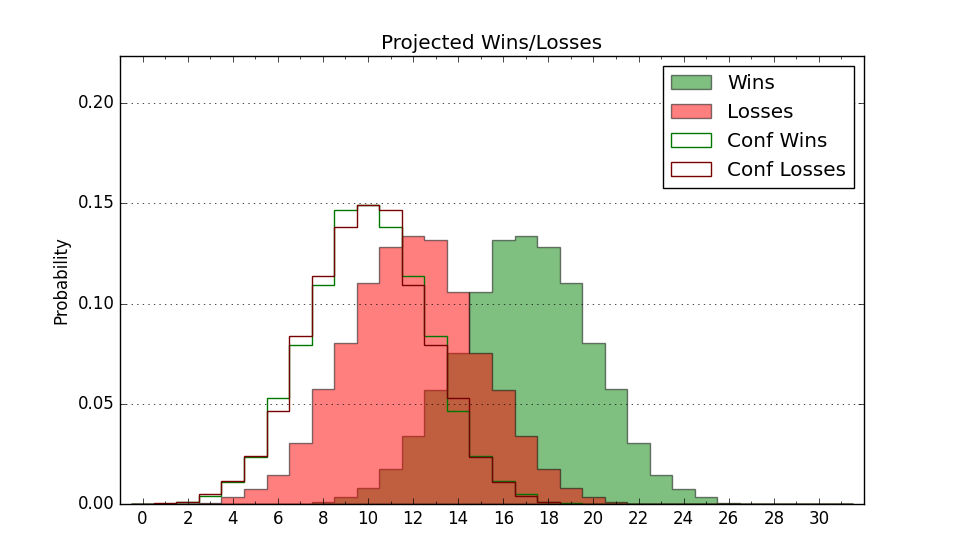 Projected Wins/Losses
Wins
Losses
Conf Wins
Conf Losses
Probability
0.20
0.15
0.10
0.05
0.00
0 2 4 6 8 10 12 14 16 18 20 22 24 26 28 30